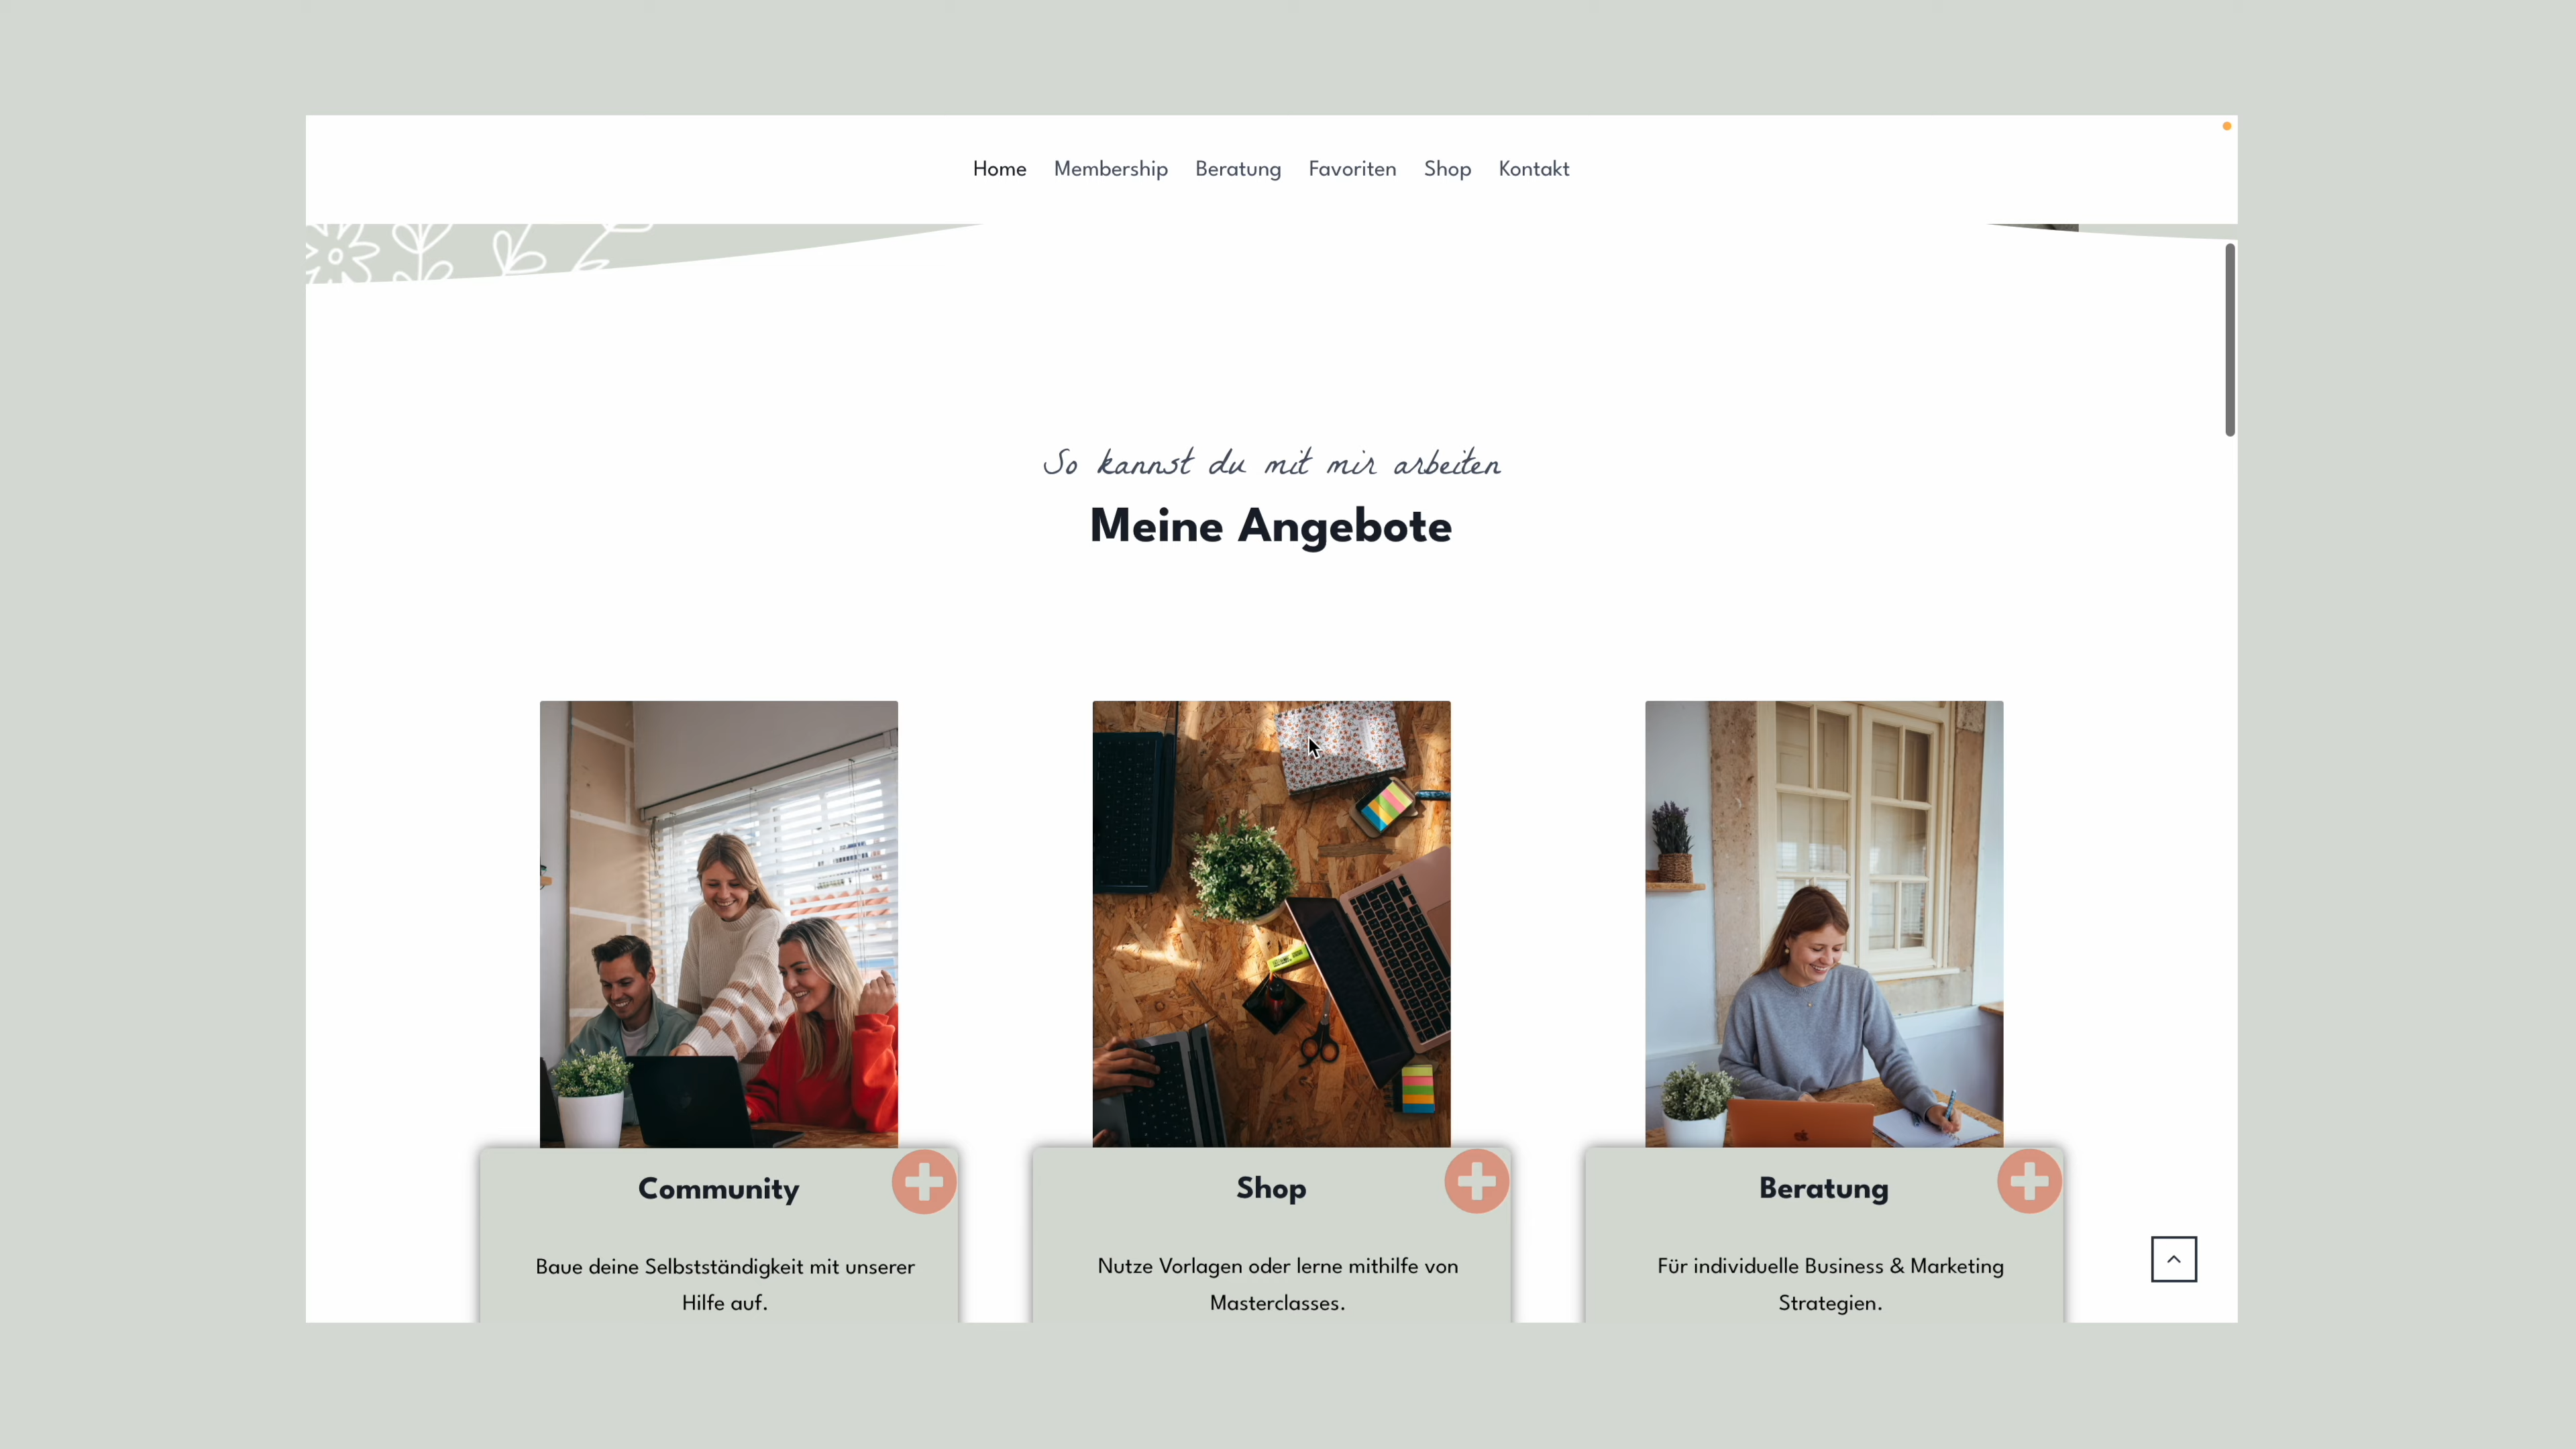 Home Membership Beratung Favoriten Shop Kontakt
So kannst du mit mir arbeiten
Meine Angebote
Community
Baue deine Selbstständigkeit mit unserer
Hilfe auf.
Shop
Nutze Vorlagen oder lerne mithilfe von
Masterclasses.
Beratung
Für individuelle Business & Marketing
Strategien.